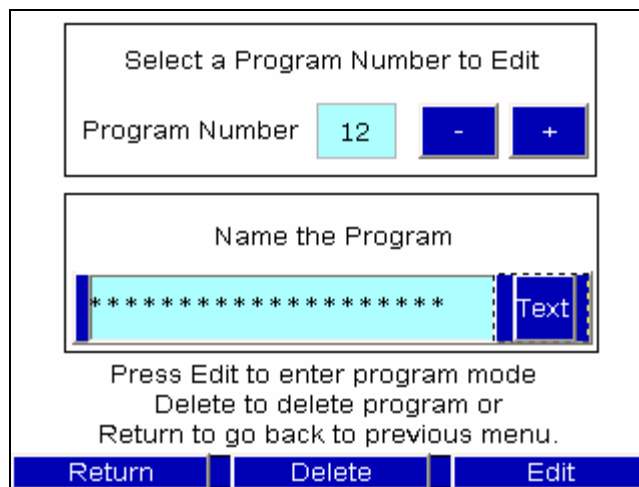 Select a Program Number to Edit
Program Number 12 - +
Name the Program
* * * * * * * * * * * * * * * * * * * * Text
Press Edit to enter program mode
Delete to delete program or
Return to go back to previous menu.
Return Delete Edit